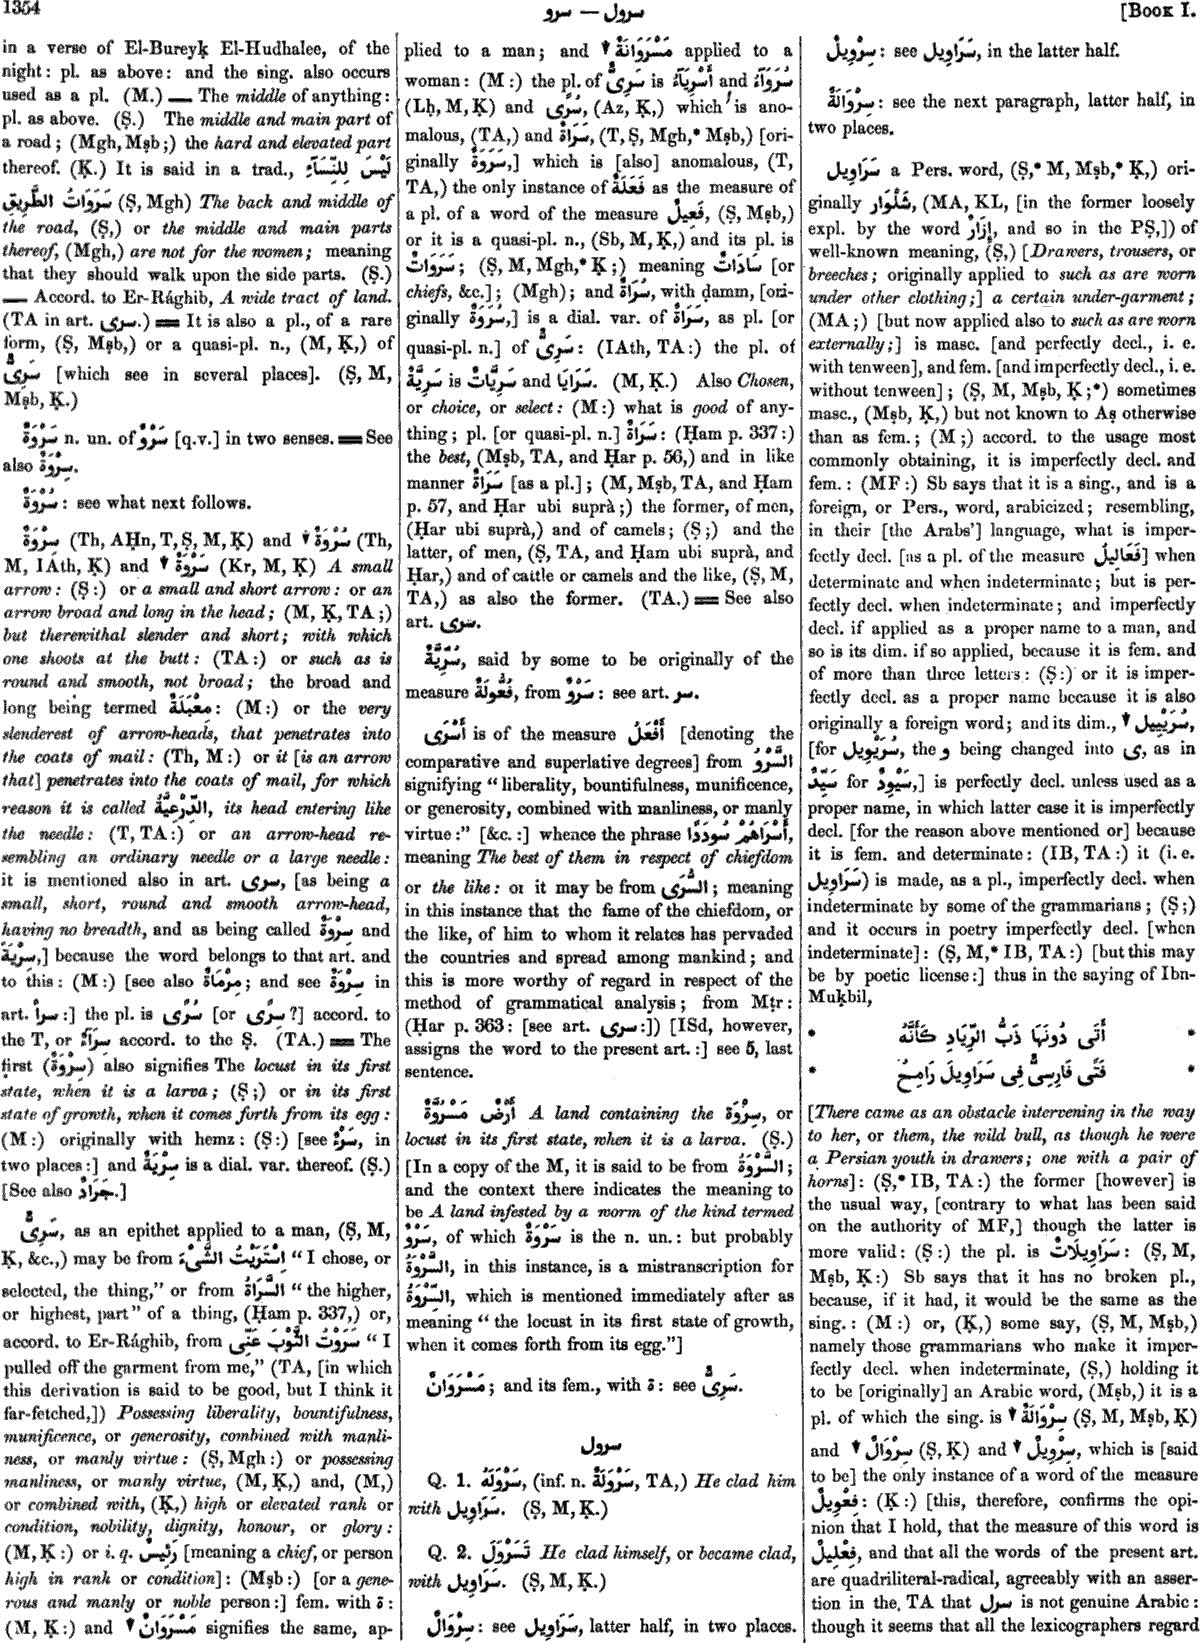 1354
سرول — سرو
[Book I.
in a verse of El-Bureyḳ El-Hudhalee, of the
night: pl. as above: and the sing. also occurs
used as a pl. (M.) — The middle of anything:
pl. as above. (Ṣ.) The middle and main part of
a road; (Mgh, Mṣb;) the hard and elevated part
thereof. (Ḳ.) It is said in a trad., لَيْسَ لِلنِّسَآءِ
سَرَوَاتُ الطَّرِيقِ (Ṣ, Mgh) The back and middle of
the road, (Ṣ,) or the middle and main parts
thereof, (Mgh,) are not for the women; meaning
that they should walk upon the side parts. (Ṣ.)
— Accord. to Er-Rághib, A wide tract of land.
(TA in art. سرى.) ═ It is also a pl., of a rare
form, (Ṣ, Mṣb,) or a quasi-pl. n., (M, Ḳ,) of
سَرِىٌّ [which see in several places]. (Ṣ, M,
Mṣb, Ḳ.)
سَرْوَةٌ n. un. of سَرْوٌ [q.v.] in two senses. ═ See
also سِرْوَةٌ.
سُرْوَةٌ: see what next follows.
سِرْوَةٌ (Th, AḤn, T, Ṣ, M, Ḳ) and ↓ سُرْوَةٌ (Th,
M, IAth, Ḳ) and ↓ سَرْوَةٌ (Kr, M, Ḳ) A small
arrow: (Ṣ:) or a small and short arrow: or an
arrow broad and long in the head; (M, Ḳ, TA;)
but therewithal slender and short; with which
one shoots at the butt: (TA:) or such as is
round and smooth, not broad; the broad and
long being termed مِعْبَلَةٌ: (M:) or the very
slenderest of arrow-heads, that penetrates into
the coats of mail: (Th, M:) or it [is an arrow
that] penetrates into the coats of mail, for which
reason it is called الدِّرْعِيَّةُ, its head entering like
the needle: (T, TA:) or an arrow-head re-
sembling an ordinary needle or a large needle:
it is mentioned also in art. سرى, [as being a
small, short, round and smooth arrow-head,
having no breadth, and as being called سِرْوَةٌ and
سِرْيَةٌ,] because the word belongs to that art. and
to this: (M:) [see also مِرْمَاةٌ; and see سِرْوَةٌ in
art. سرأ:] the pl. is سُرًى [or سِرًى ?] accord. to
the T, or سِرَآءٌ accord. to the Ṣ. (TA.) ═ The
first (سِرْوَةٌ) also signifies The locust in its first
state, when it is a larva; (Ṣ;) or in its first
state of growth, when it comes forth from its egg:
(M:) originally with hemz: (Ṣ:) [see سَرْءٌ, in
two places:] and سِرْيَةٌ is a dial. var. thereof. (Ṣ.)
[See also جَرَادٌ.]
سَرِىٌّ, as an epithet applied to a man, (Ṣ, M,
Ḳ, &c.,) may be from اِسْتَرَيْتُ الشَّىْءَ “I chose, or
selected, the thing,” or from السَّرَاةُ “the higher,
or highest, part” of a thing, (Ḥam p. 337,) or,
accord. to Er-Rághib, from سَرَوْتُ الثَّوْبَ عَنِّى “I
pulled off the garment from me,” (TA, [in which
this derivation is said to be good, but I think it
far-fetched,]) Possessing liberality, bountifulness,
munificence, or generosity, combined with manli-
ness, or manly virtue: (Ṣ, Mgh:) or possessing
manliness, or manly virtue, (M, Ḳ,) and, (M,)
or combined with, (Ḳ,) high or elevated rank or
condition, nobility, dignity, honour, or glory:
(M, Ḳ:) or i. q. رَئِيسٌ [meaning a chief, or person
high in rank or condition]: (Mṣb:) [or a gene-
rous and manly or noble person:] fem. with ة:
(M, Ḳ:) and ↓ مَسْرَوَانٌ signifies the same, ap-
plied to a man; and ↓ مَسْرَوَانَةٌ applied to a
woman: (M:) the pl. of سَرِىٌّ is أَسْرِيَآءُ and سُرَوَآءُ
(Lḥ, M, Ḳ) and سُرًى, (Az, Ḳ,) which is ano-
malous, (TA,) and سَرَاةٌ, (T, Ṣ, Mgh,* Mṣb,) [ori-
ginally سَرَوَةٌ,] which is [also] anomalous, (T,
TA,) the only instance of فَعَلَةٌ as the measure of
a pl. of a word of the measure فَعِيلٌ, (Ṣ, Mṣb,)
or it is a quasi-pl. n., (Sb, M, Ḳ,) and its pl. is
سَرَوَاتٌ; (Ṣ, M, Mgh,* Ḳ;) meaning سَادَاتٌ [or
chiefs, &c.]; (Mgh); and سُرَاةٌ, with ḍamm, [ori-
ginally سُرَوَةٌ,] is a dial. var. of سَرَاةٌ, as pl. [or
quasi-pl. n.] of سَرِىٌّ: (IAth, TA:) the pl. of
سَرِيَّةٌ is سَرِيَّاتٌ and سَرَايَا. (M, Ḳ.) Also Chosen,
or choice, or select: (M:) what is good of any-
thing; pl. [or quasi-pl. n.] سَرَاةٌ: (Ḥam p. 337:)
the best, (Mṣb, TA, and Ḥar p. 56,) and in like
manner سَرَاةٌ [as a pl.]; (M, Mṣb, TA, and Ḥam
p. 57, and Ḥar ubi suprà;) the former, of men,
(Ḥar ubi suprà,) and of camels; (Ṣ;) and the
latter, of men, (Ṣ, TA, and Ḥam ubi suprà, and
Ḥar,) and of cattle or camels and the like, (Ṣ, M,
TA,) as also the former. (TA.) ═ See also
art. سرى.
سُرِّيَّةٌ, said by some to be originally of the
measure فُعُّولَةٌ, from سَرْوٌ: see art. سر.
أَسْرَى is of the measure أَفْعَلُ [denoting the
comparative and superlative degrees] from السَّرْوُ
signifying “liberality, bountifulness, munificence,
or generosity, combined with manliness, or manly
virtue:” [&c.:] whence the phrase أَسْرَاهُمْ سُودَدًا,
meaning The best of them in respect of chiefdom
or the like: or it may be from السُّرَى; meaning
in this instance that the fame of the chiefdom, or
the like, of him to whom it relates has pervaded
the countries and spread among mankind; and
this is more worthy of regard in respect of the
method of grammatical analysis; from Mṭr:
(Ḥar p. 363: [see art. سرى:]) [ISd, however,
assigns the word to the present art.:] see 5, last
sentence.
أَرْضٌ مَسْرُوَّةٌ A land containing the سِرْوَة, or
locust in its first state, when it is a larva. (Ṣ.)
[In a copy of the M, it is said to be from السَّرْوَةُ;
and the context there indicates the meaning to
be A land infested by a worm of the kind termed
سَرْوٌ, of which سَرْوَةٌ is the n. un.: but probably
السَّرْوَةُ, in this instance, is a mistranscription for
السِّرْوَةُ, which is mentioned immediately after as
meaning “the locust in its first state of growth,
when it comes forth from its egg.”]
مَسْرَوَانٌ; and its fem., with ة: see سَرِىٌّ.
سرول
Q. 1. سَرْوَلَهُ, (inf. n. سَرْوَلَةٌ, TA,) He clad him
with سَرَاوِيل. (Ṣ, M, Ḳ.)
Q. 2. تَسَرْوَلَ He clad himself, or became clad,
with سَرَاوِيل. (Ṣ, M, Ḳ.)
سِرْوَالٌ: see سَرَاوِيل, latter half, in two places.
سِرْوِيلٌ: see سَرَاوِيل, in the latter half.
سِرْوَالَةٌ: see the next paragraph, latter half, in
two places.
سَرَاوِيل a Pers. word, (Ṣ,* M, Mṣb,* Ḳ,) ori-
ginally شَلْوَار, (MA, KL, [in the former loosely
expl. by the word إِزَارٌ, and so in the PṢ,]) of
well-known meaning, (Ṣ,) [Drawers, trousers, or
breeches; originally applied to such as are worn
under other clothing;] a certain under-garment;
(MA;) [but now applied also to such as are worn
externally;] is masc. [and perfectly decl., i. e.
with tenween], and fem. [and imperfectly decl., i. e.
without tenween]; (Ṣ, M, Mṣb, Ḳ;*) sometimes
masc., (Mṣb, Ḳ,) but not known to Aṣ otherwise
than as fem.; (M;) accord. to the usage most
commonly obtaining, it is imperfectly decl. and
fem.: (MF:) Sb says that it is a sing., and is a
foreign, or Pers., word, arabicized; resembling,
in their [the Arabs'] language, what is imper-
fectly decl. [as a pl. of the measure فَعَالِيلُ] when
determinate and when indeterminate; but is per-
fectly decl. when indeterminate; and imperfectly
decl. if applied as a proper name to a man, and
so is its dim. if so applied, because it is fem. and
of more than three letters: (Ṣ:) or it is imper-
fectly decl. as a proper name because it is also
originally a foreign word; and its dim., ↓ سُرَيِّيل,
[for سُرَيْوِيل, the و being changed into ى, as in
سَيِّدٌ for سَيْوِدٌ,] is perfectly decl. unless used as a
proper name, in which latter case it is imperfectly
decl. [for the reason above mentioned or] because
it is fem. and determinate: (IB, TA:) it (i. e.
سَرَاوِيل) is made, as a pl., imperfectly decl. when
indeterminate by some of the grammarians; (Ṣ;)
and it occurs in poetry imperfectly decl. [when
indeterminate]: (Ṣ, M,* IB, TA:) [but this may
be by poetic license:] thus in the saying of Ibn-
Muḳbil,
* أَتَى دُونَهَا ذَبُّ الرِّيَادِ كَأَنَّهُ *
* فَتًى فَارِسِىٌّ فِى سَرَاوِيلَ رَامِحُ *
[There came as an obstacle intervening in the way
to her, or them, the wild bull, as though he were
a Persian youth in drawers; one with a pair of
horns]: (Ṣ,* IB, TA:) the former [however] is
the usual way, [contrary to what has been said
on the authority of MF,] though the latter is
more valid: (Ṣ:) the pl. is سَرَاوِيلَاتٌ: (Ṣ, M,
Mṣb, Ḳ:) Sb says that it has no broken pl.,
because, if it had, it would be the same as the
sing.: (M:) or, (Ḳ,) some say, (Ṣ, M, Mṣb,)
namely those grammarians who make it imper-
fectly decl. when indeterminate, (Ṣ,) holding it
to be [originally] an Arabic word, (Mṣb,) it is a
pl. of which the sing. is ↓ سِرْوَالَةٌ (Ṣ, M, Mṣb, Ḳ)
and ↓ سِرْوَالٌ (Ṣ, Ḳ) and ↓ سِرْوِيلٌ, which is [said
to be] the only instance of a word of the measure
فِعْوِيلٌ: (Ḳ:) [this, therefore, confirms the opi-
nion that I hold, that the measure of this word is
فِعْلِيلٌ, and that all the words of the present art.
are quadriliteral-radical, agreeably with an asser-
tion in the TA that سرول is not genuine Arabic:
though it seems that all the lexicographers regard